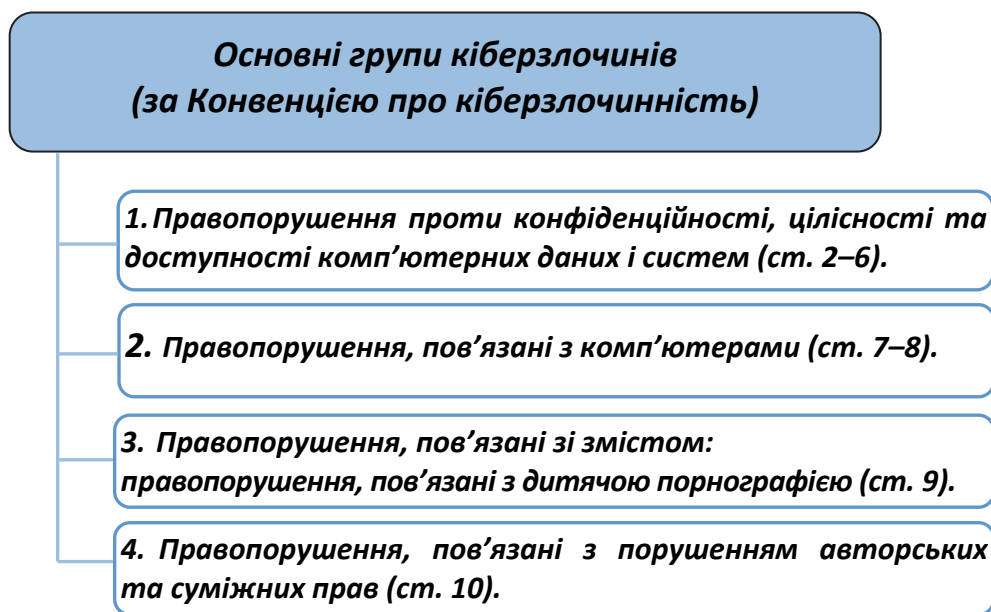 Основні групи кіберзлочинів
(за Конвенцією про кіберзлочинність)
1. Правопорушення проти конфіденційності, цілісності та
доступності комп’ютерних даних і систем (ст. 2–6).
2. Правопорушення, пов’язані з комп’ютерами (ст. 7–8).
3. Правопорушення, пов’язані зі змістом:
правопорушення, пов’язані з дитячою порнографією (ст. 9).
4. Правопорушення, пов’язані з порушенням авторських
та суміжних прав (ст. 10).